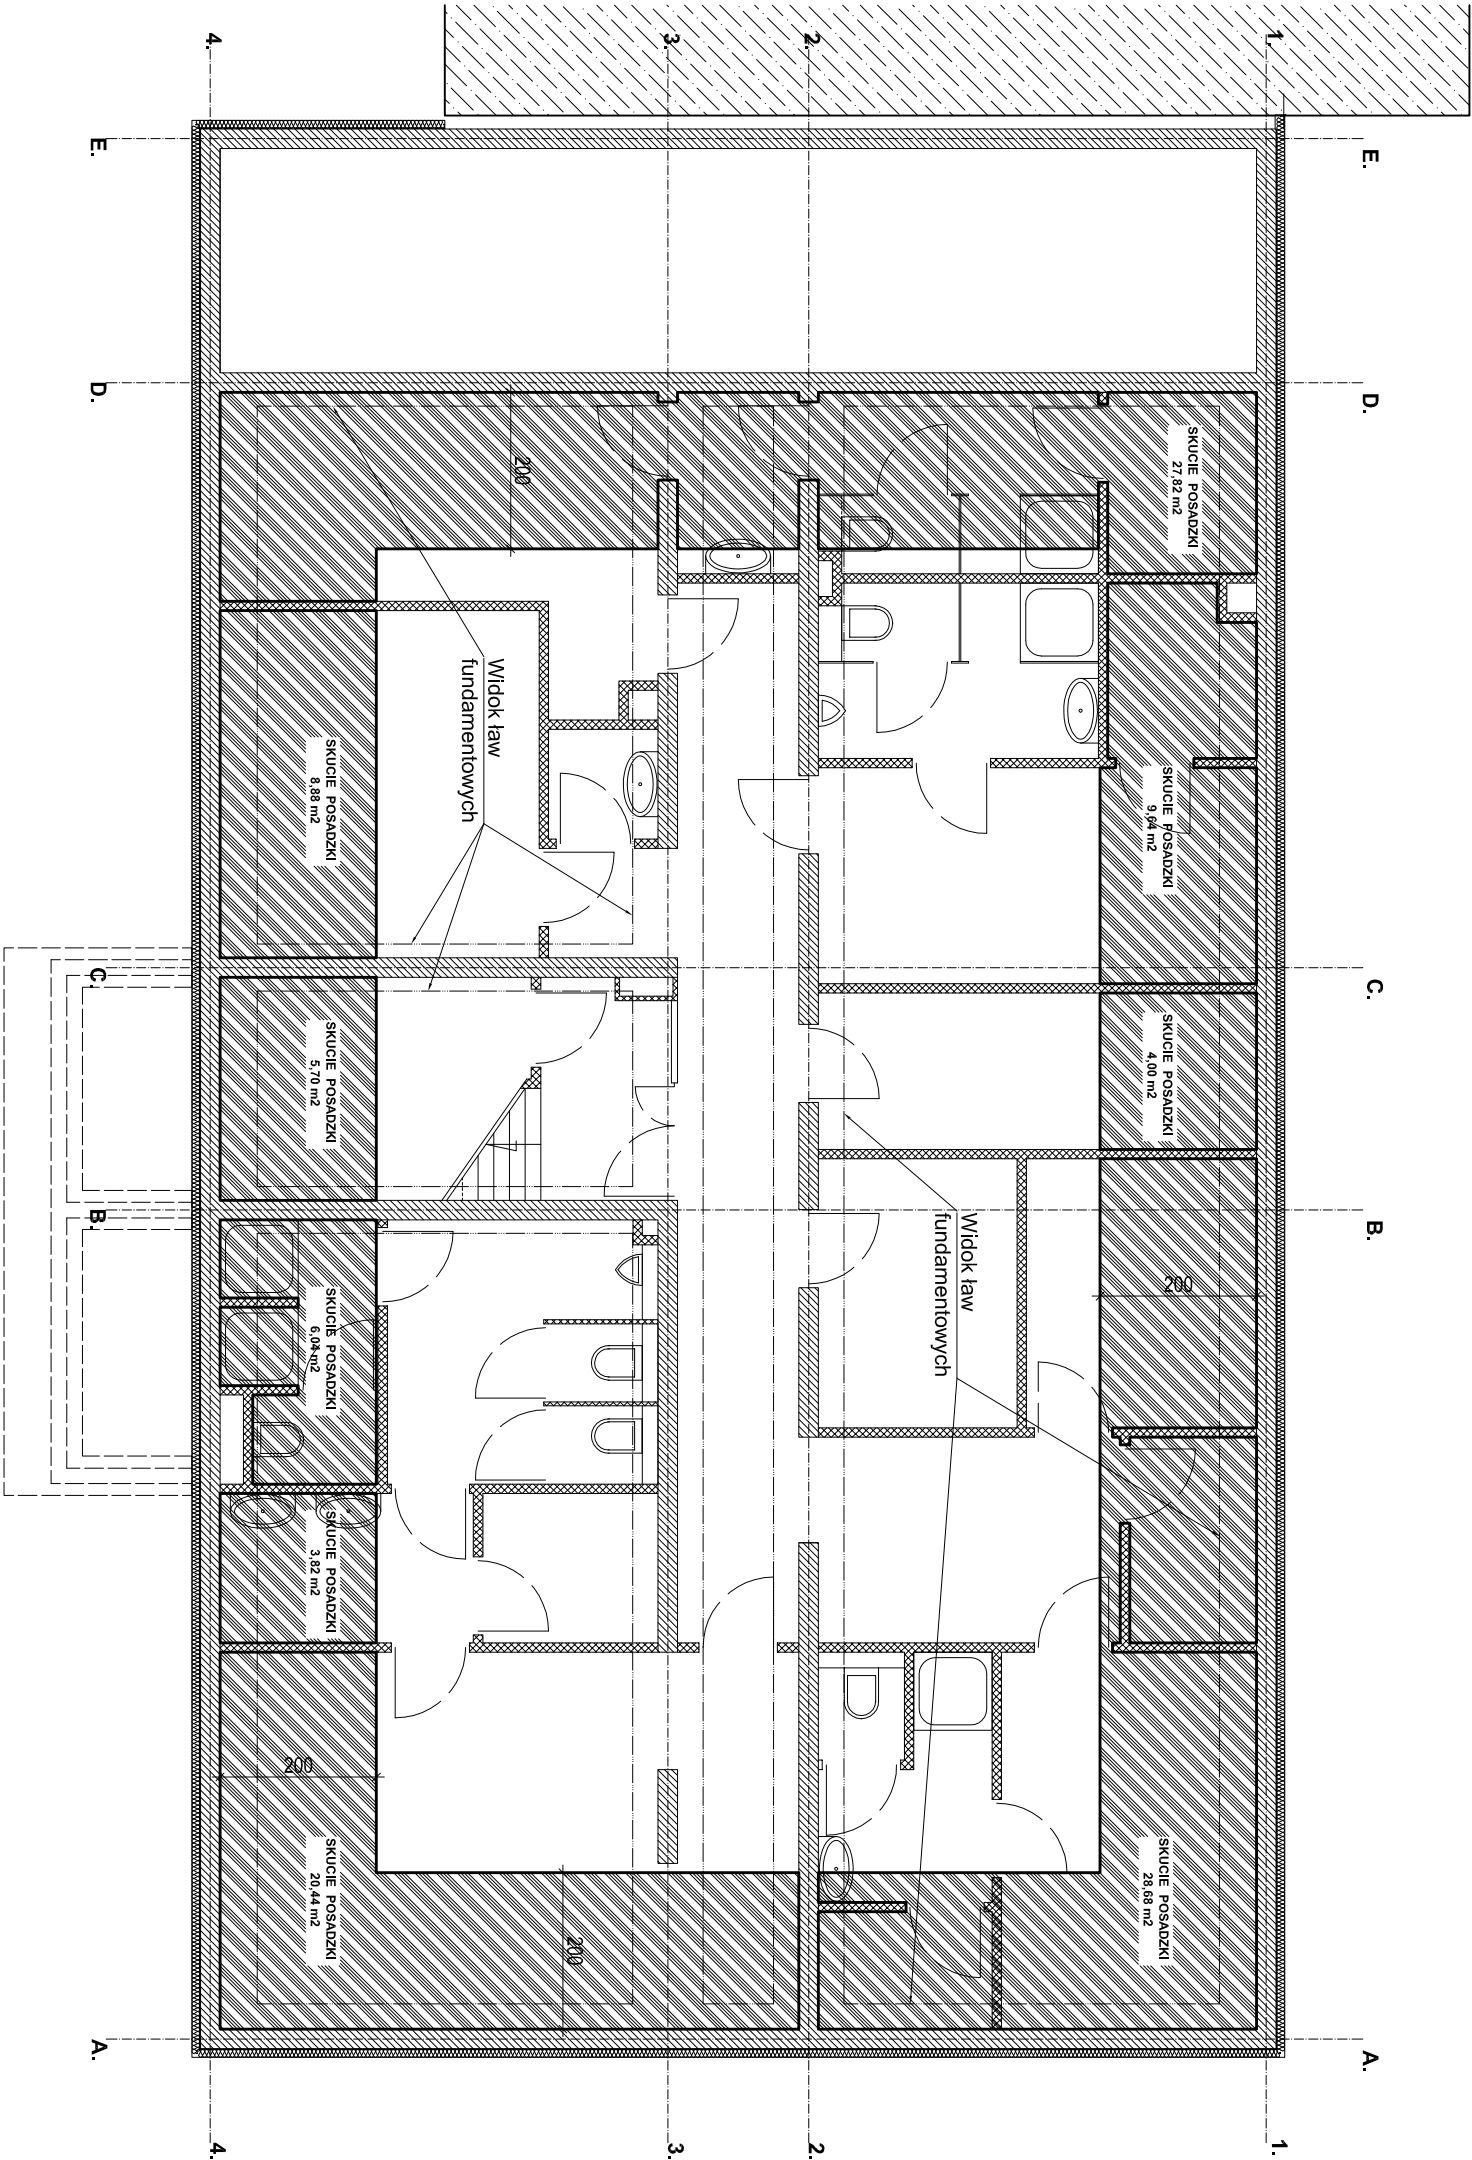 4.
3.
2.
1.
E.
E.
D.
D.
SKUCIE POSADZKI
27,82 m2
200
Widok ław
fundamentowych
SKUCIE POSADZKI
8,88 m2
SKUCIE POSADZKI
9,64 m2
C.
C.
SKUCIE POSADZKI
5,70 m2
SKUCIE POSADZKI
4,00 m2
B.
B.
Widok ław
fundamentowych
200
SKUCIE POSADZKI
6,04 m2
SKUCIE POSADZKI
3,82 m2
200
SKUCIE POSADZKI
20,44 m2
SKUCIE POSADZKI
28,68 m2
200
A.
A.
4.
3.
2.
1.